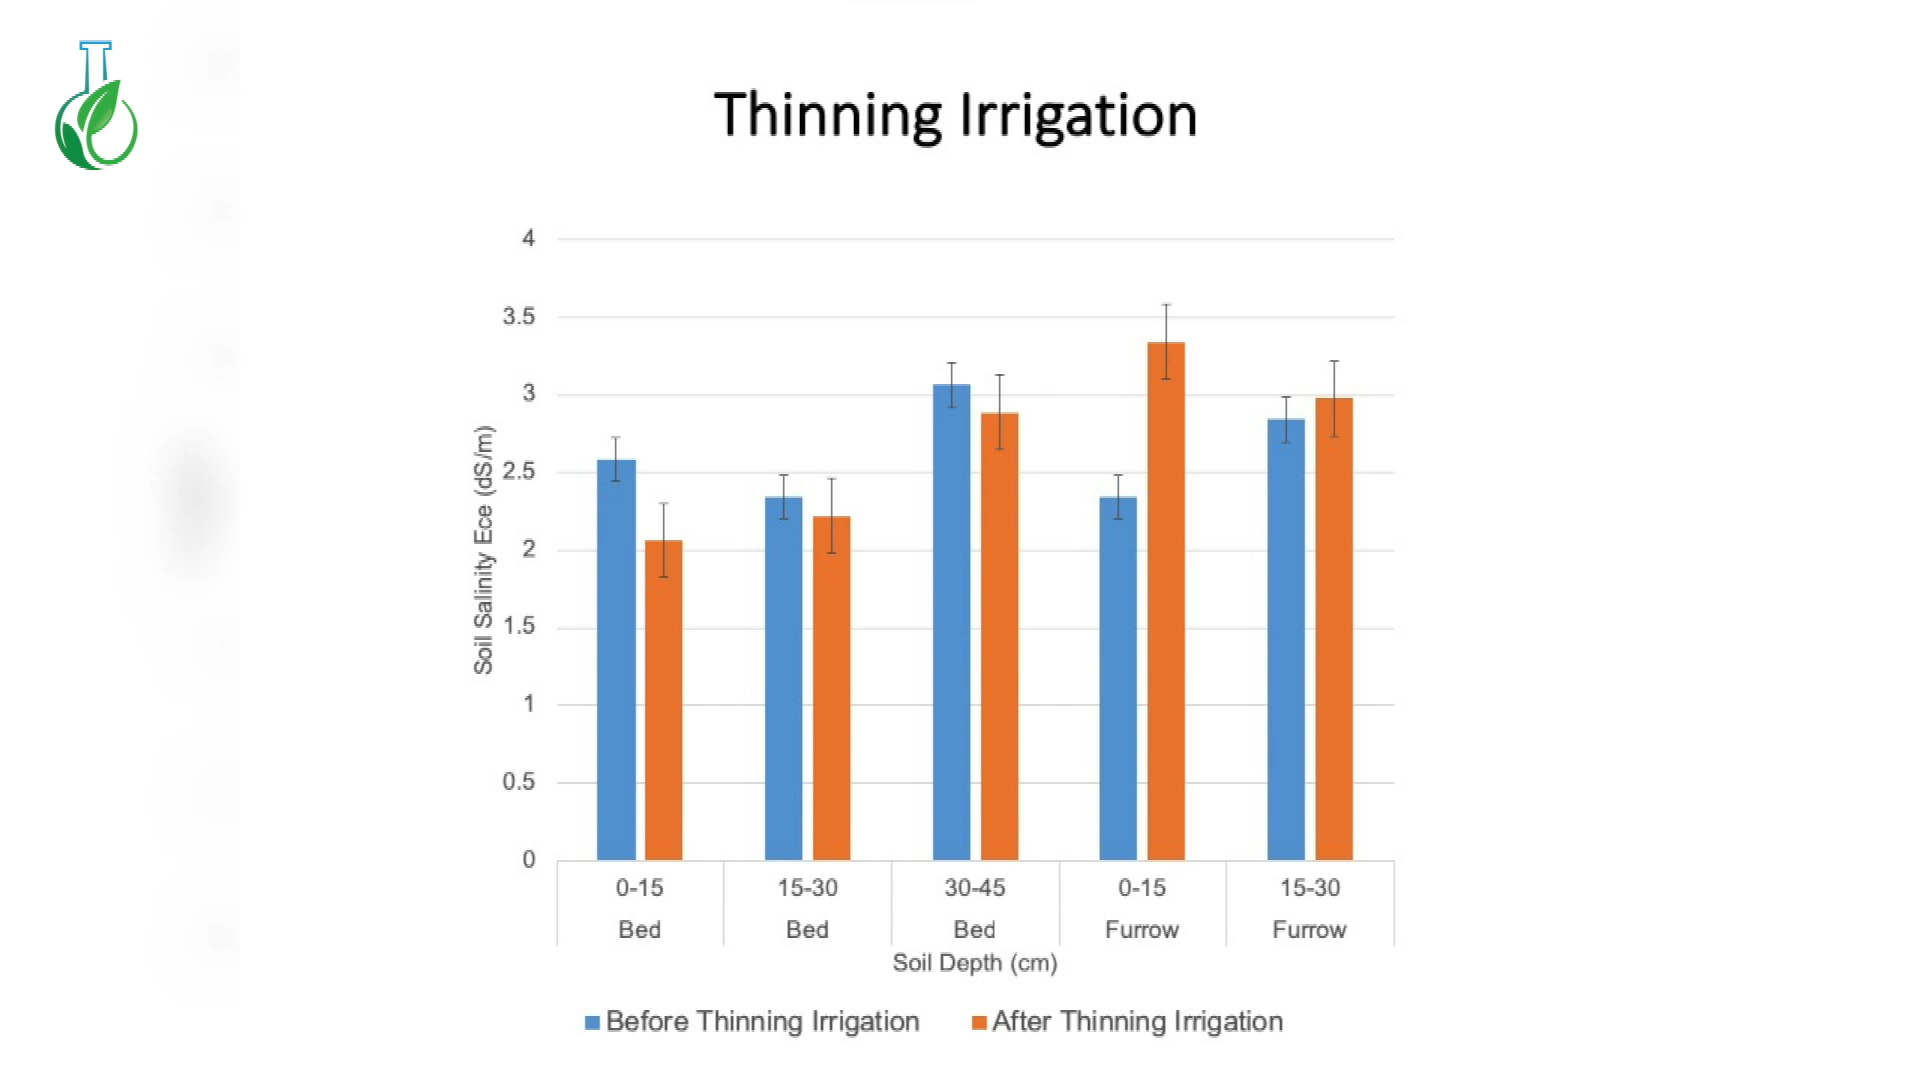 Thinning Irrigation
4
3.5
3
2.5
2
1.5
1
0.5
0
Soil Salinity Ece (dS/m)
0-15 15-30 30-45 0-15 15-30
Bed Bed Bed Furrow Furrow
Soil Depth (cm)
Before Thinning Irrigation After Thinning Irrigation